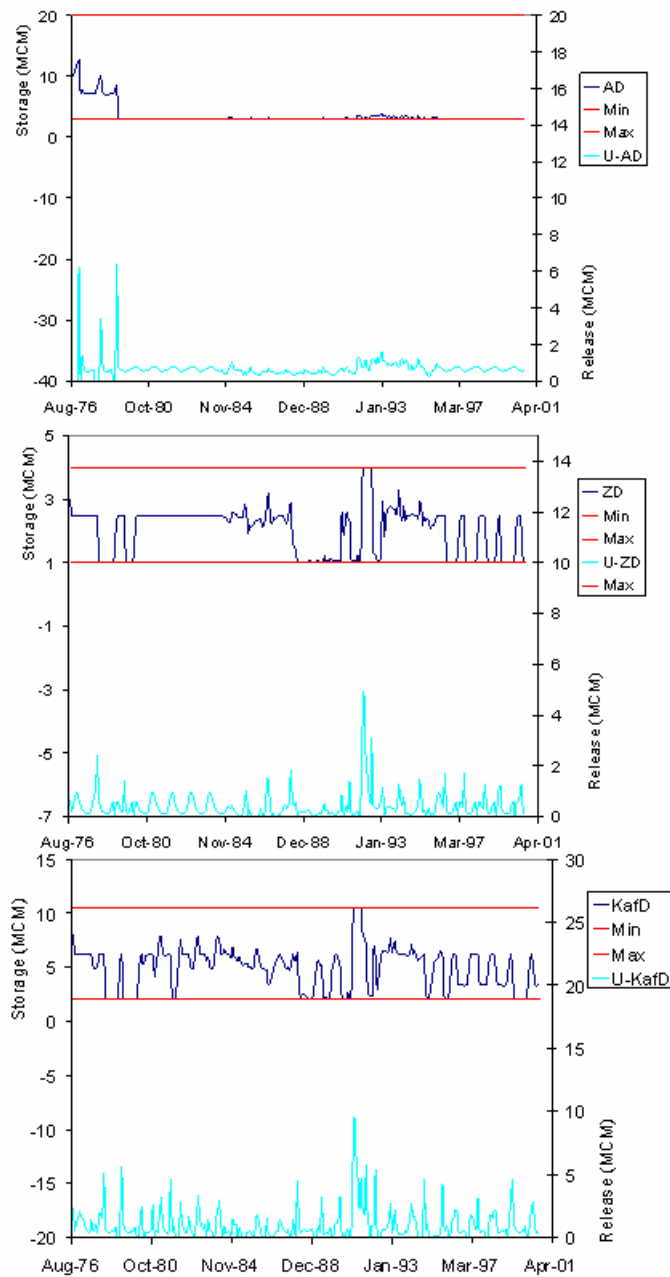 Storage (MCM)
20
10
0
-10
-20
-30
-40
20
18
16
14
12
10
8
6
4
2
0
Release (MCM)
Aug-76 Oct-80 Nov-84 Dec-88 Jan-93 Mar-97 Apr-01
AD
Min
Max
U-AD
Storage (MCM)
5
3
1
-1
-3
-5
-7
14
12
10
8
6
4
2
0
Release (MCM)
Aug-76 Oct-80 Nov-84 Dec-88 Jan-93 Mar-97 Apr-01
ZD
Min
Max
U-ZD
Max
Storage (MCM)
15
10
5
0
-5
-10
-15
-20
30
25
20
15
10
5
0
Release (MCM)
Aug-76 Oct-80 Nov-84 Dec-88 Jan-93 Mar-97 Apr-01
KafD
Min
Max
U-KafD